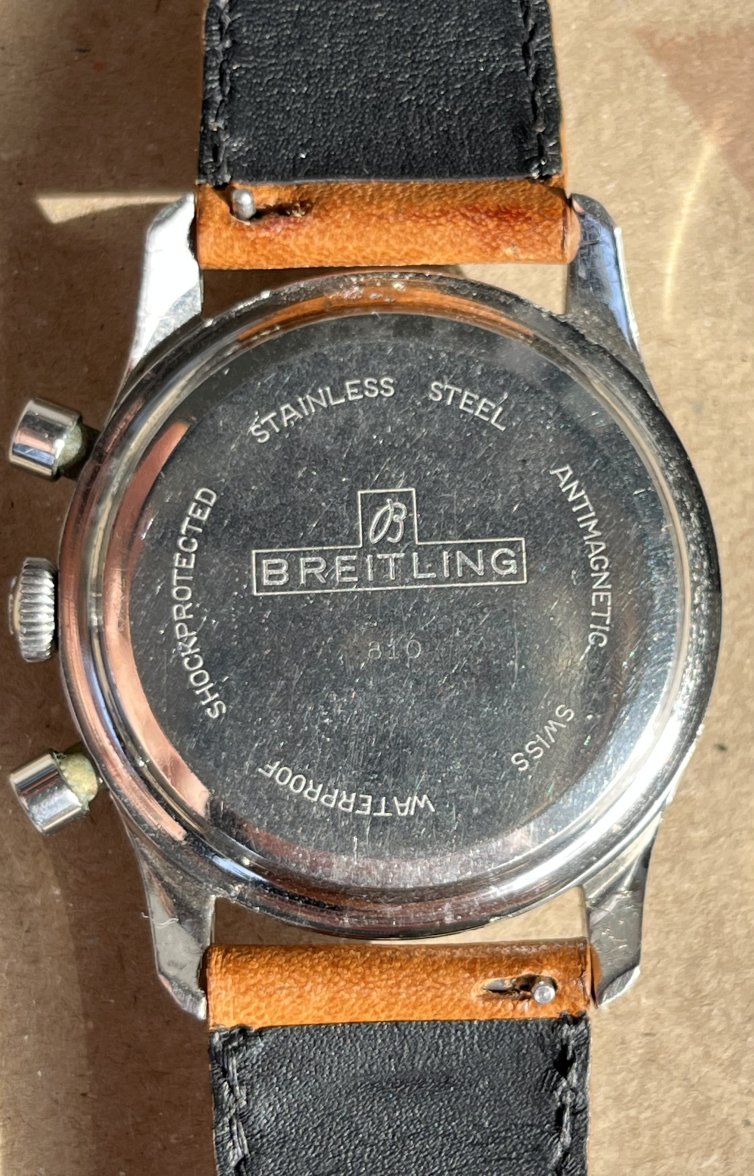 STAINLESS STEEL
ANTIMAGNETIC
SWISS
WATERPROOF
SHOCKPROTECTED
B
BREITLING
810